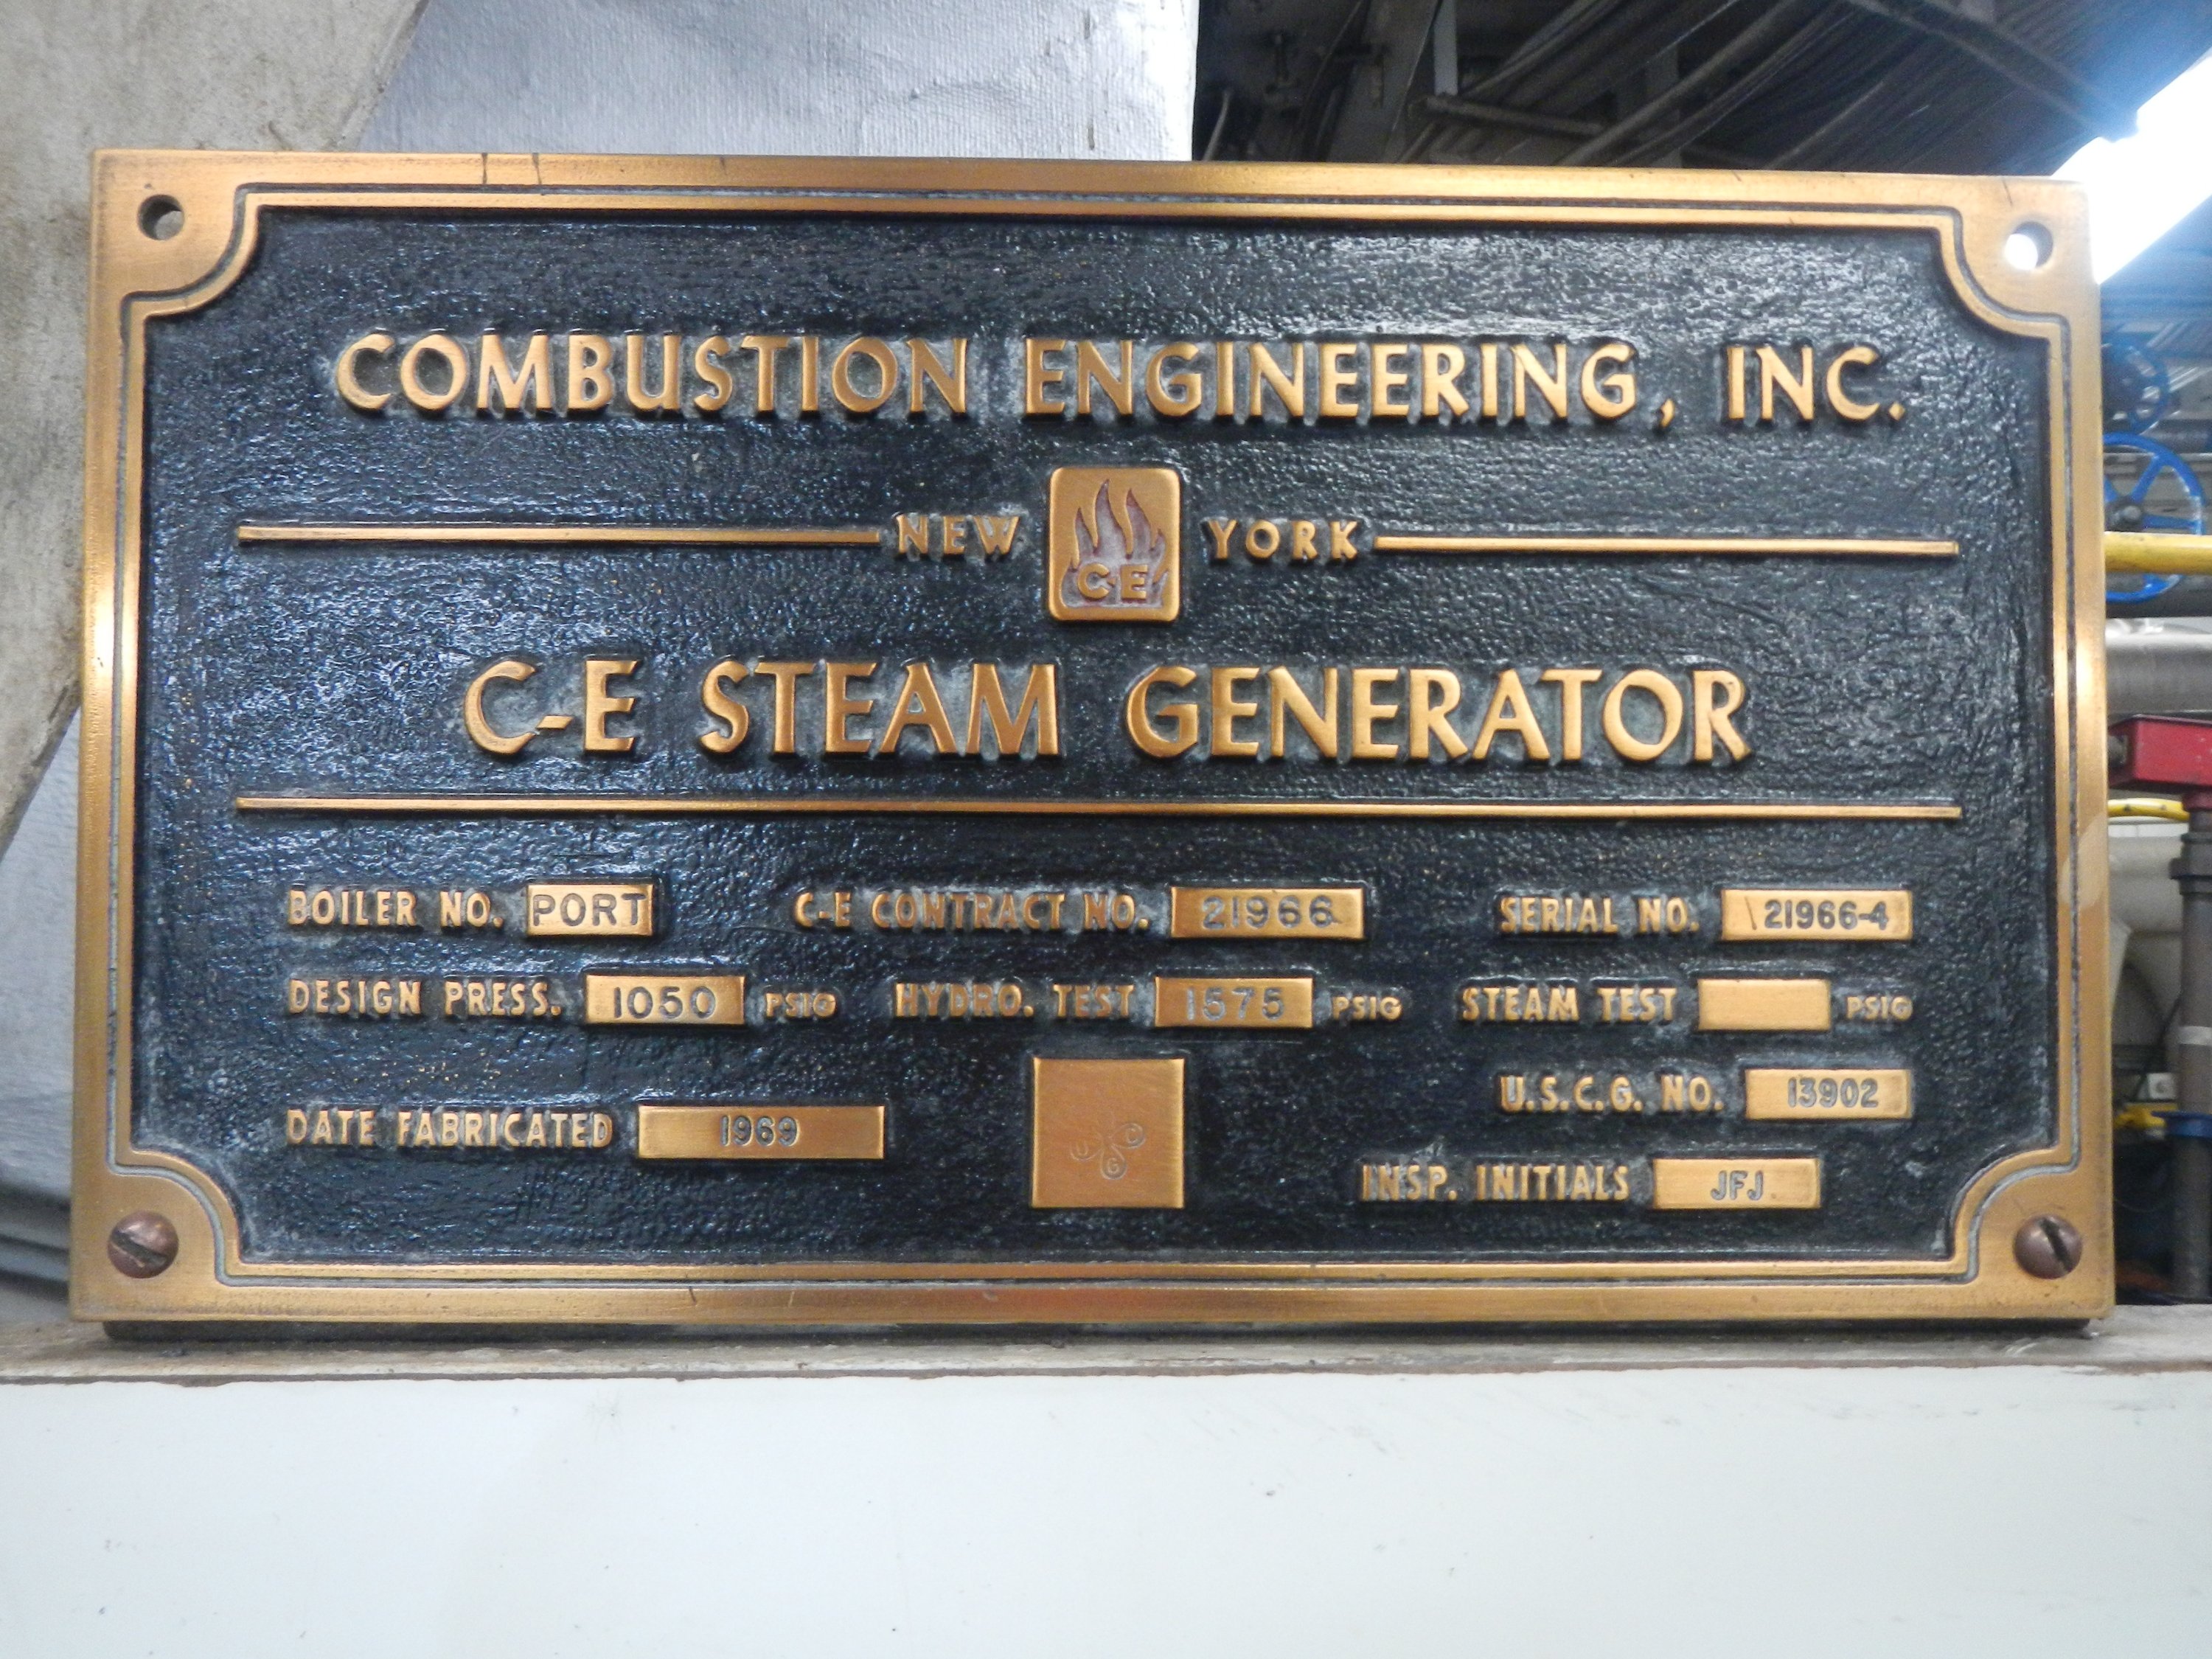 COMBUSTION ENGINEERING, INC.
NEW C-E YORK
C-E STEAM GENERATOR
BOILER NO. PORT C-E CONTRACT NO. 21966 SERIAL NO. 21966-4
DESIGN PRESS. 1050 PSIG HYDRO. TEST 1575 PSIG STEAM TEST PSIG
U.S.C.G. NO. 13902
DATE FABRICATED 1969
INSP. INITIALS JFJ